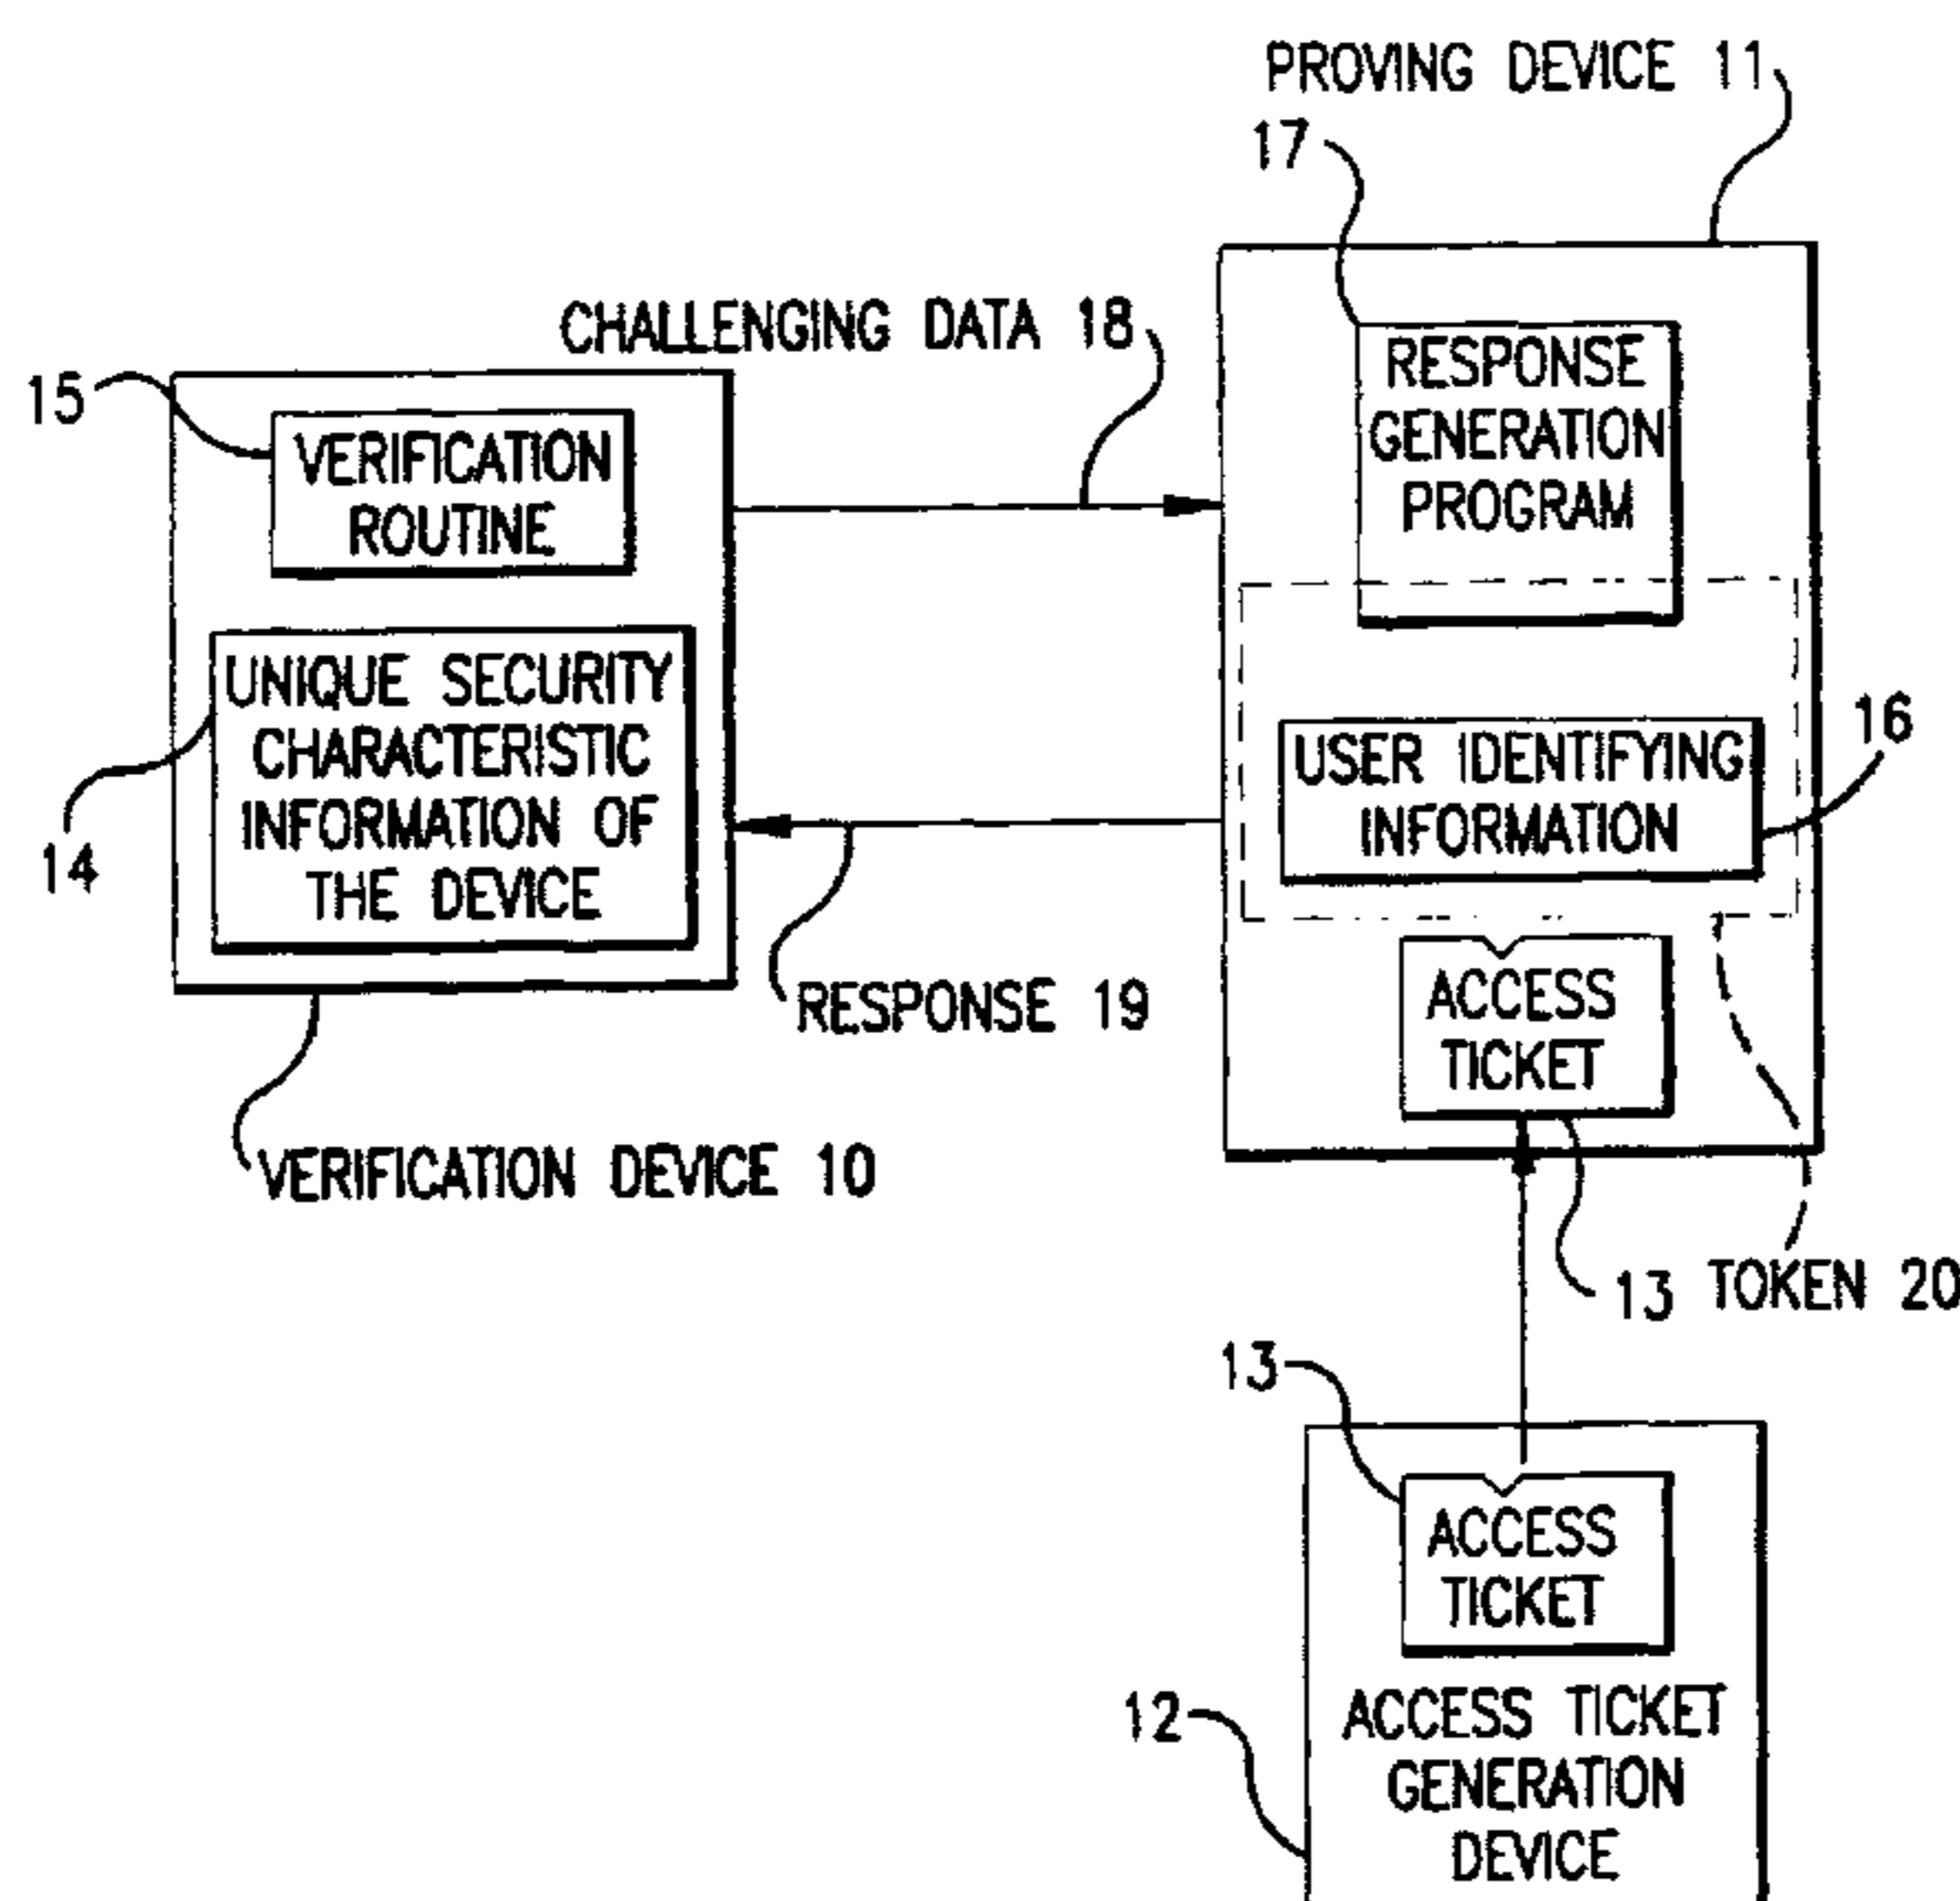 PROVING DEVICE 11
17
CHALLENGING DATA 18
15
VERIFICATION
ROUTINE
RESPONSE
GENERATION
PROGRAM
UNIQUE SECURITY
CHARACTERISTIC
INFORMATION OF
THE DEVICE
14
USER IDENTIFYING
INFORMATION
16
RESPONSE 19
ACCESS
TICKET
VERIFICATION DEVICE 10
13
TOKEN 20
13
ACCESS
TICKET
12
ACCESS TICKET
GENERATION
DEVICE